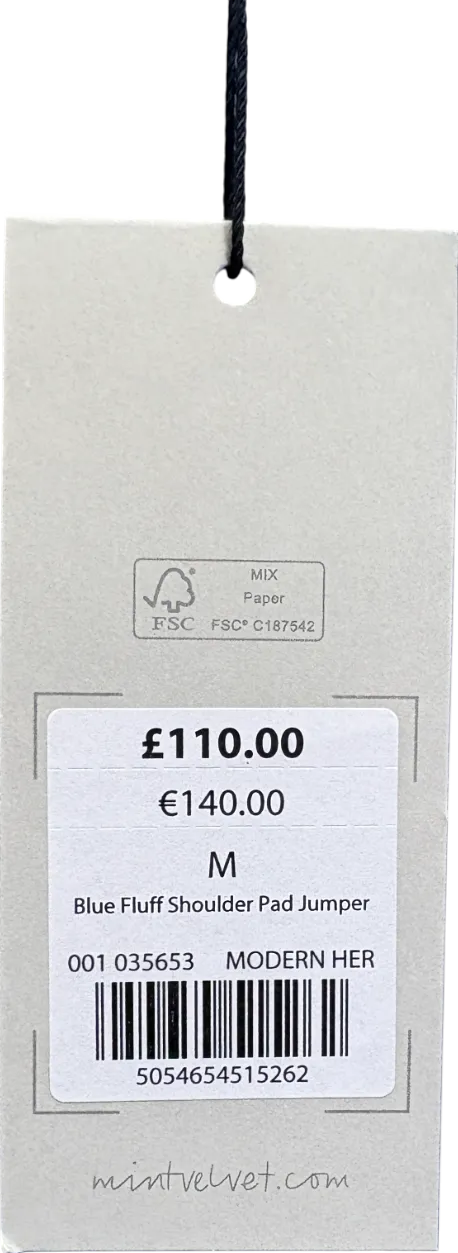 MIX
Paper
FSC FSC® C187542
£110.00
€140.00
M
Blue Fluff Shoulder Pad Jumper
001 035653 MODERN HER
5054654515262
mintvelvet.com